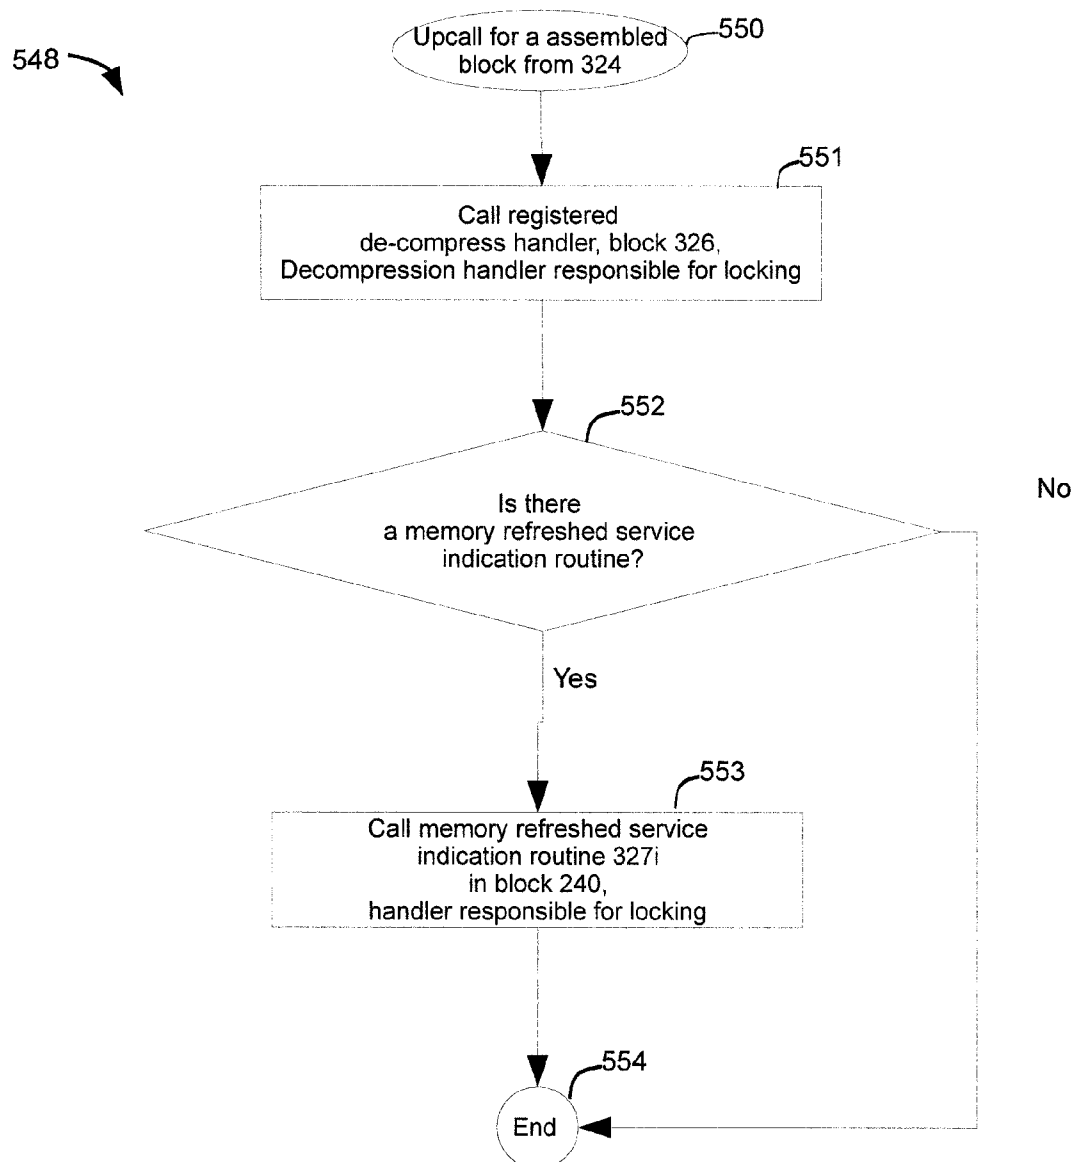 548
Upcall for a assembled
block from 324
550
551
Call registered
de-compress handler, block 326,
Decompression handler responsible for locking
552
Is there
a memory refreshed service
indication routine?
No
Yes
553
Call memory refreshed service
indication routine 327i
in block 240,
handler responsible for locking
554
End